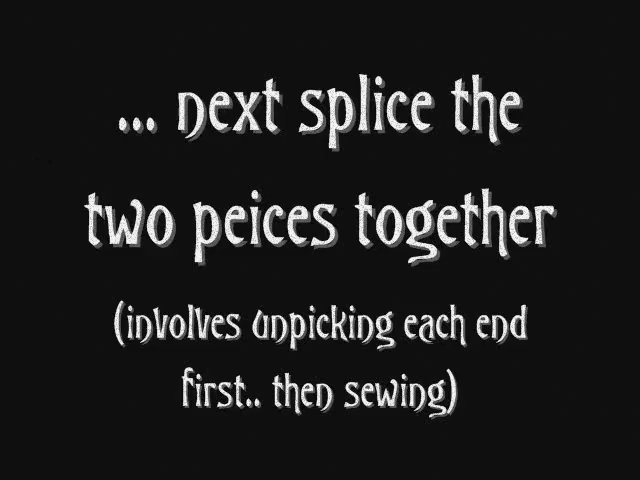 ... next splice the
two peices together
(involves unpicking each end
first.. then sewing)